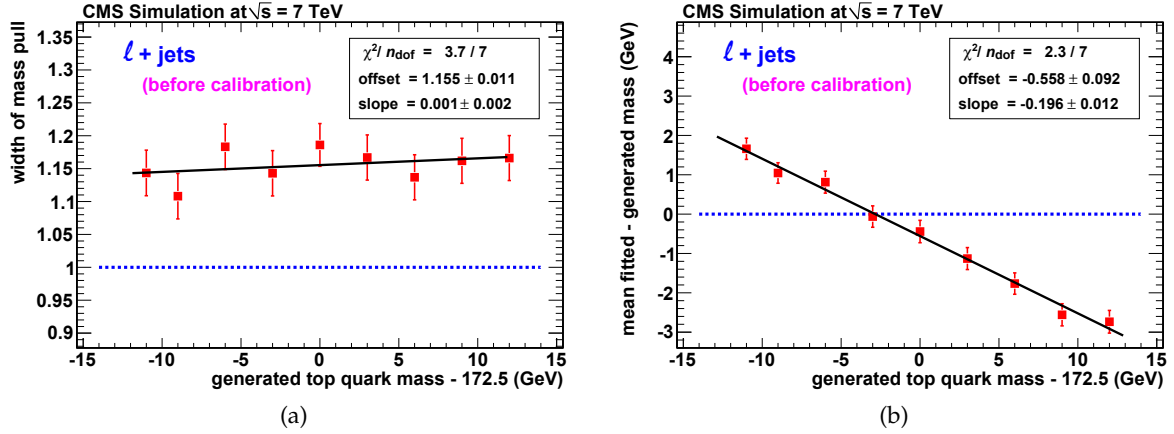 CMS Simulation at √s = 7 TeV
width of mass pull
1.35
1.3
1.25
1.2
1.15
1.1
1.05
1
0.95
0.9
ℓ + jets
(before calibration)
χ²/ n_dof = 3.7 / 7
offset = 1.155 ± 0.011
slope = 0.001 ± 0.002
-15 -10 -5 0 5 10 15
generated top quark mass - 172.5 (GeV)
(a)
CMS Simulation at √s = 7 TeV
mean fitted - generated mass (GeV)
4
3
2
1
0
-1
-2
-3
ℓ + jets
(before calibration)
χ²/ n_dof = 2.3 / 7
offset = -0.558 ± 0.092
slope = -0.196 ± 0.012
-15 -10 -5 0 5 10 15
generated top quark mass - 172.5 (GeV)
(b)